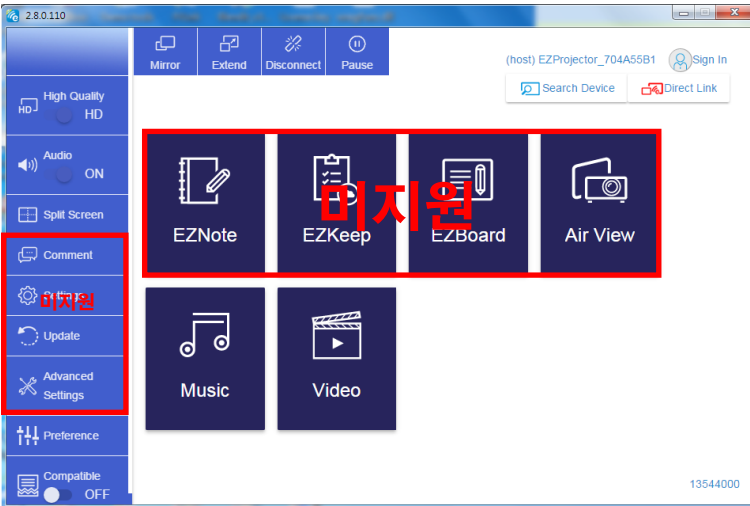 2.8.0.110
Mirror
Extend
Disconnect
Pause
(host) EZProjector_704A55B1
Sign In
Search Device
Direct Link
High Quality
HD
HD
Audio
ON
Split Screen
Comment
Settings
미지원
Update
Advanced
Settings
Preference
Compatible
OFF
EZNote
EZKeep
EZBoard
Air View
미지원
Music
Video
13544000